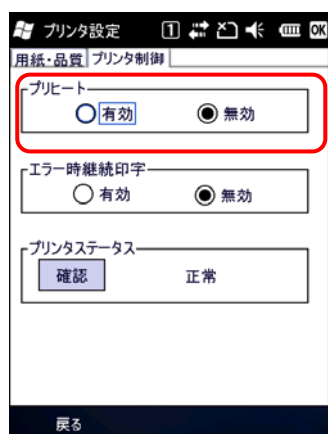 プリンタ設定 1 OK
用紙・品質 プリンタ制御
プリヒート
有効 無効
エラー時継続印字
有効 無効
プリンタステータス
確認 正常
戻る